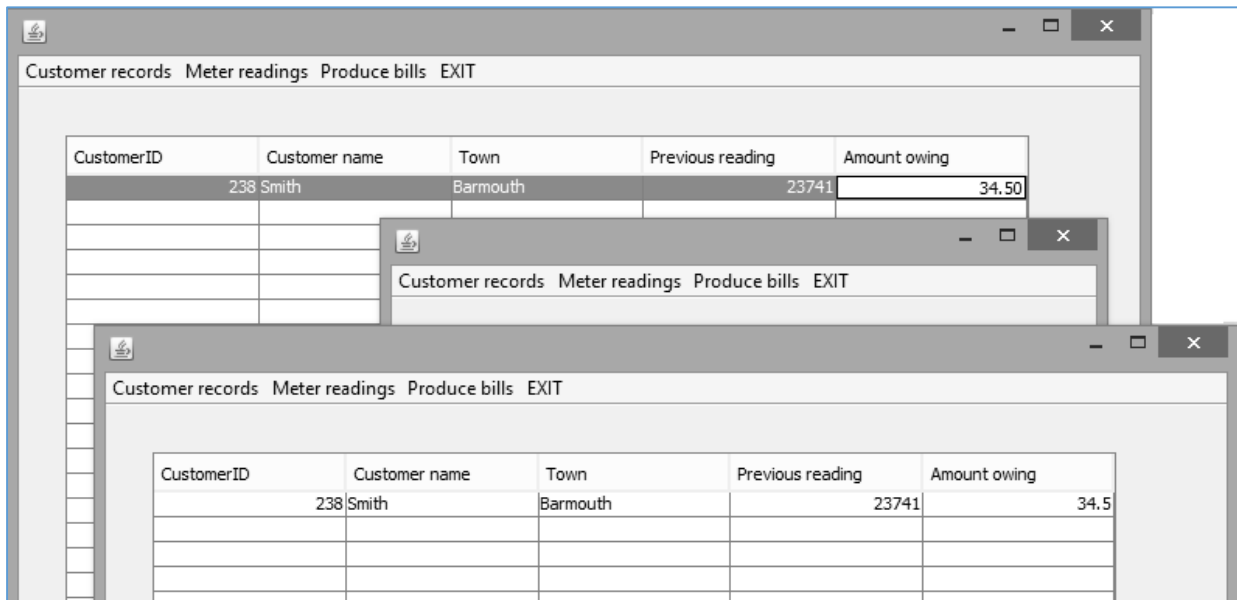 Customer records Meter readings Produce bills EXIT
CustomerID Customer name Town Previous reading Amount owing
238 Smith Barmouth 23741 34.50
Customer records Meter readings Produce bills EXIT
Customer records Meter readings Produce bills EXIT
CustomerID Customer name Town Previous reading Amount owing
238 Smith Barmouth 23741 34.5